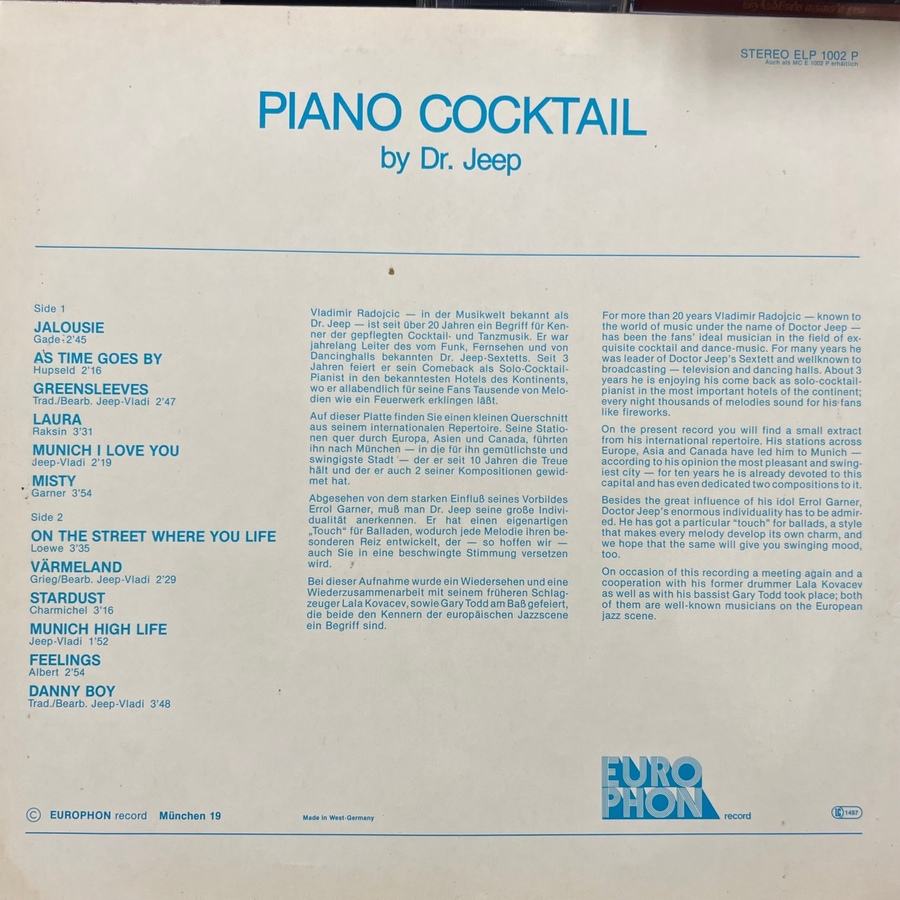 STEREO ELP 1002 P
Auch als MC E 1002 P erhältlich
PIANO COCKTAIL
by Dr. Jeep
Side 1
JALOUSIE
Gade·2'45
AS TIME GOES BY
Hupseld 2'16
GREENSLEEVES
Trad./Bearb. Jeep-Vladi 2'47
LAURA
Raksin 3'31
MUNICH I LOVE YOU
Jeep-Vladi 2'19
MISTY
Garner 3'54
Side 2
ON THE STREET WHERE YOU LIFE
Loewe 3'35
VÄRMELAND
Grieg/Bearb. Jeep-Vladi 2'29
STARDUST
Charmichel 3'16
MUNICH HIGH LIFE
Jeep-Vladi 1'52
FEELINGS
Albert 2'54
DANNY BOY
Trad./Bearb. Jeep-Vladi 3'48
Vladimir Radojcic — in der Musikwelt bekannt als
Dr. Jeep — ist seit über 20 Jahren ein Begriff für Ken-
ner der gepflegten Cocktail- und Tanzmusik. Er war
jahrelang Leiter des vom Funk, Fernsehen und von
Dancinghalls bekannten Dr. Jeep-Sextetts. Seit 3
Jahren feiert er sein Comeback als Solo-Cocktail-
Pianist in den bekanntesten Hotels des Kontinents,
wo er allabendlich für seine Fans Tausende von Melo-
dien wie ein Feuerwerk erklingen läßt.
Auf dieser Platte finden Sie einen kleinen Querschnitt
aus seinem internationalen Repertoire. Seine Statio-
nen quer durch Europa, Asien und Canada, führten
ihn nach München — in die für ihn gemütlichste und
swingigste Stadt — der er seit 10 Jahren die Treue
hält und der er auch 2 seiner Kompositionen gewid-
met hat.
Abgesehen von dem starken Einfluß seines Vorbildes
Errol Garner, muß man Dr. Jeep seine große Indivi-
dualität anerkennen. Er hat einen eigenartigen
„Touch" für Balladen, wodurch jede Melodie ihren be-
sonderen Reiz entwickelt, der — so hoffen wir —
auch Sie in eine beschwingte Stimmung versetzen
wird.
Bei dieser Aufnahme wurde ein Wiedersehen und eine
Wiederzusammenarbeit mit seinem früheren Schlag-
zeuger Lala Kovacev, sowie Gary Todd am Baß gefeiert,
die beide den Kennern der europäischen Jazzscene
ein Begriff sind.
For more than 20 years Vladimir Radojcic — known to
the world of music under the name of Doctor Jeep —
has been the fans' ideal musician in the field of ex-
quisite cocktail and dance-music. For many years he
was leader of Doctor Jeep's Sextett and wellknown to
broadcasting — television and dancing halls. About 3
years he is enjoying his come back as solo-cocktail-
pianist in the most important hotels of the continent;
every night thousands of melodies sound for his fans
like fireworks.
On the present record you will find a small extract
from his international repertoire. His stations across
Europe, Asia and Canada have led him to Munich —
according to his opinion the most pleasant and swing-
iest city — for ten years he is already devoted to this
capital and has even dedicated two compositions to it.
Besides the great influence of his idol Errol Garner,
Doctor Jeep's enormous individuality has to be admir-
ed. He has got a particular "touch" for ballads, a style
that makes every melody develop its own charm, and
we hope that the same will give you swinging mood,
too.
On occasion of this recording a meeting again and a
cooperation with his former drummer Lala Kovacev
as well as with his bassist Gary Todd took place; both
of them are well-known musicians on the European
jazz scene.
EURO
PHON
record
© EUROPHON record München 19
Made in West-Germany
LC 1497